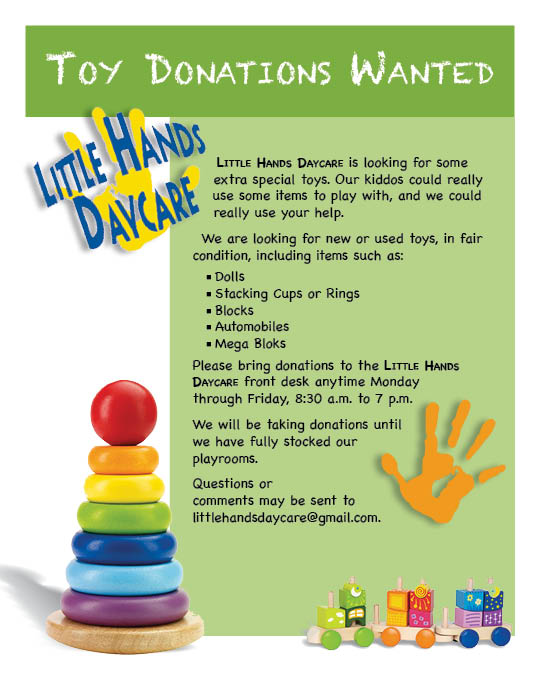 Toy Donations Wanted
Little Hands
Daycare
Little Hands Daycare is looking for some
extra special toys. Our kiddos could really
use some items to play with, and we could
really use your help.
We are looking for new or used toys, in fair
condition, including items such as:
▪ Dolls
▪ Stacking Cups or Rings
▪ Blocks
▪ Automobiles
▪ Mega Bloks
Please bring donations to the Little Hands
Daycare front desk anytime Monday
through Friday, 8:30 a.m. to 7 p.m.
We will be taking donations until
we have fully stocked our
playrooms.
Questions or
comments may be sent to
littlehandsdaycare@gmail.com.